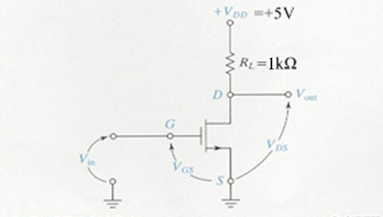 +V_DD =+5V
R_L=1kΩ
D
V_out
G
V_in
V_GS
V_DS
S